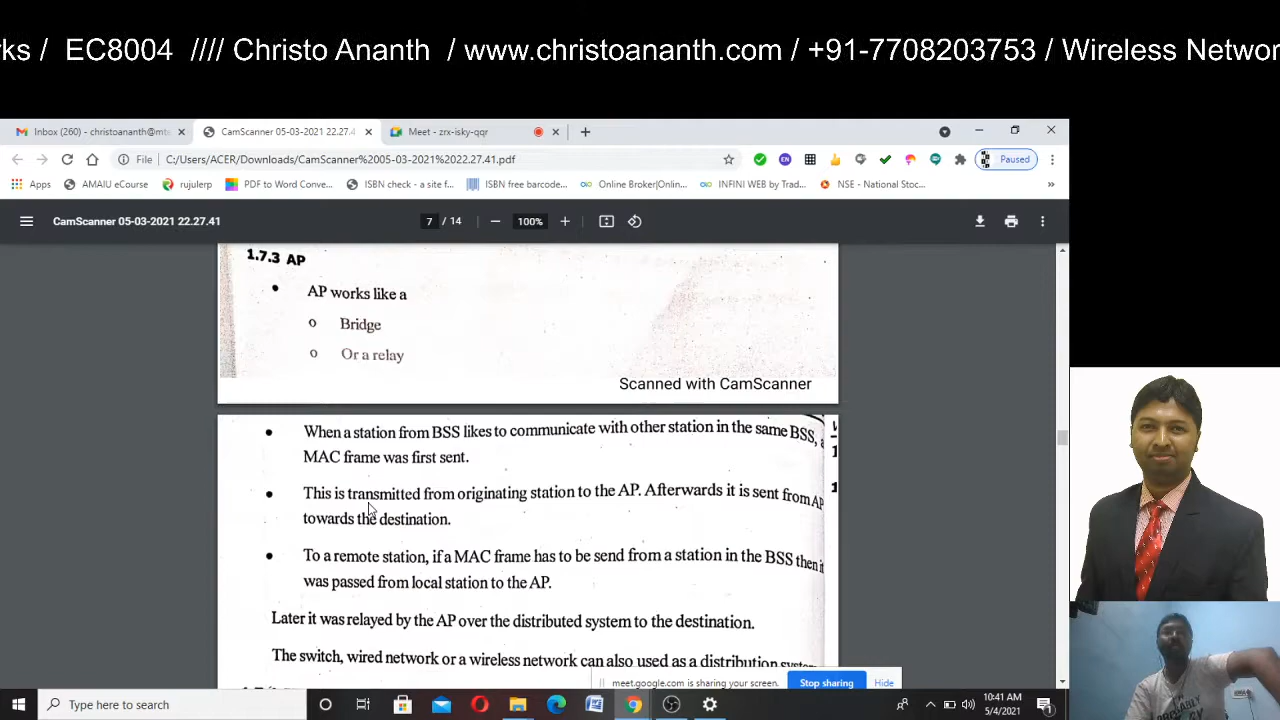 ks / EC8004 //// Christo Ananth / www.christoananth.com / +91-7708203753 / Wireless Netwo
Inbox (260) - christoananth@mt
CamScanner 05-03-2021 22.27.4
Meet - zrx-isky-qqr
File
C:/Users/ACER/Downloads/CamScanner%2005-03-2021%2022.27.41.pdf
EN
Paused
Apps
AMAIU eCourse
rujulerp
PDF to Word Conve...
ISBN check - a site f...
ISBN free barcode...
Online Broker|Onlin...
INFINI WEB by Trad...
NSE - National Stoc...
CamScanner 05-03-2021 22.27.41
7 / 14
100%
1.7.3 AP
• AP works like a
o Bridge
o Or a relay
Scanned with CamScanner
• When a station from BSS likes to communicate with other station in the same BSS, a
MAC frame was first sent.
• This is transmitted from originating station to the AP. Afterwards it is sent from AP
towards the destination.
• To a remote station, if a MAC frame has to be send from a station in the BSS then it
was passed from local station to the AP.
Later it was relayed by the AP over the distributed system to the destination.
The switch, wired network or a wireless network can also used as a distribution syste
meet.google.com is sharing your screen.
Stop sharing
Hide
Type here to search
10:41 AM
5/4/2021
1